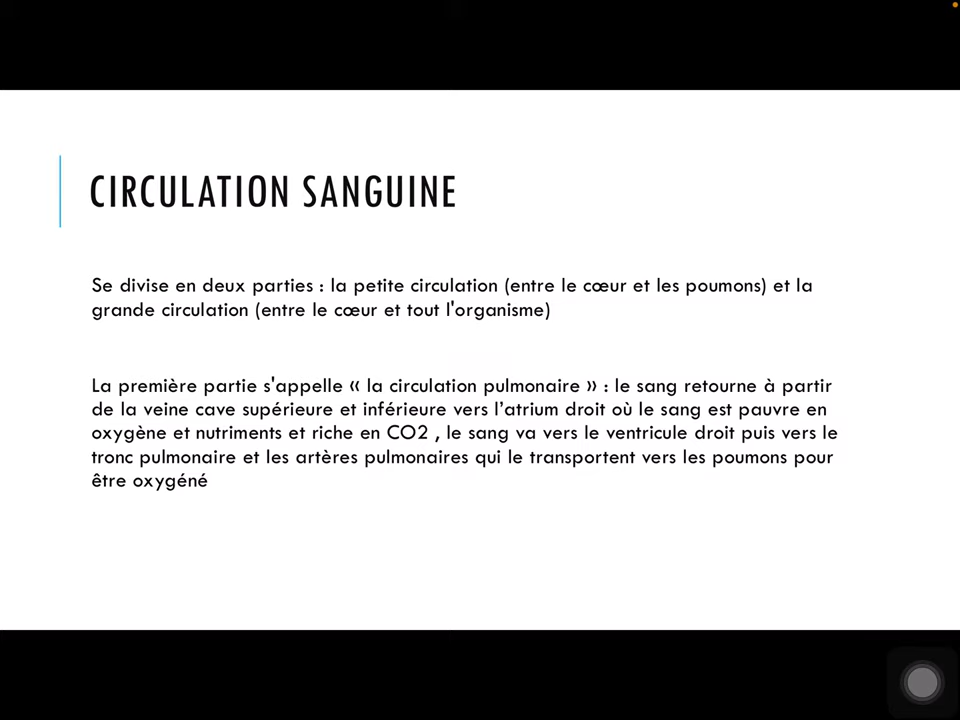 CIRCULATION SANGUINE
Se divise en deux parties : la petite circulation (entre le cœur et les poumons) et la
grande circulation (entre le cœur et tout l'organisme)
La première partie s'appelle « la circulation pulmonaire » : le sang retourne à partir
de la veine cave supérieure et inférieure vers l’atrium droit où le sang est pauvre en
oxygène et nutriments et riche en CO2 , le sang va vers le ventricule droit puis vers le
tronc pulmonaire et les artères pulmonaires qui le transportent vers les poumons pour
être oxygéné